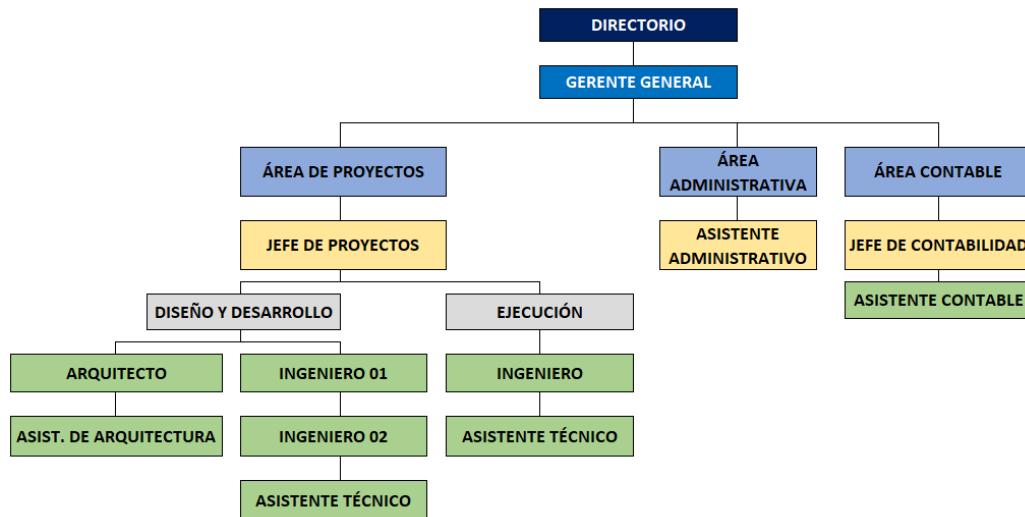 DIRECTORIO
GERENTE GENERAL
ÁREA DE PROYECTOS
ÁREA
ADMINISTRATIVA
ÁREA CONTABLE
JEFE DE PROYECTOS
ASISTENTE
ADMINISTRATIVO
JEFE DE CONTABILIDAD
DISEÑO Y DESARROLLO
EJECUCIÓN
ASISTENTE CONTABLE
ARQUITECTO
INGENIERO 01
INGENIERO
ASIST. DE ARQUITECTURA
INGENIERO 02
ASISTENTE TÉCNICO
ASISTENTE TÉCNICO